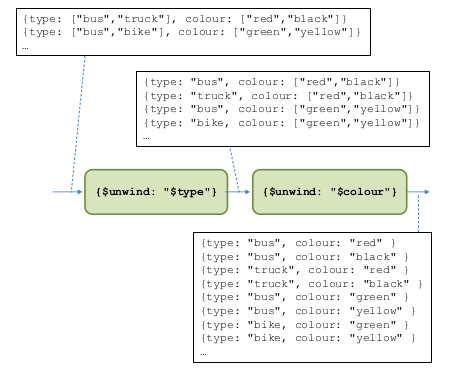 {type: ["bus","truck"], colour: ["red","black"]}
{type: ["bus","bike"], colour: ["green","yellow"]}
…
{type: "bus", colour: ["red","black"]}
{type: "truck", colour: ["red","black"]}
{type: "bus", colour: ["green","yellow"]}
{type: "bike, colour: ["green","yellow"]}
…
{$unwind: "$type"}
{$unwind: "$colour"}
{type: "bus", colour: "red" }
{type: "bus", colour: "black" }
{type: "truck", colour: "red" }
{type: "truck", colour: "black" }
{type: "bus", colour: "green" }
{type: "bus", colour: "yellow" }
{type: "bike, colour: "green" }
{type: "bike, colour: "yellow" }
…